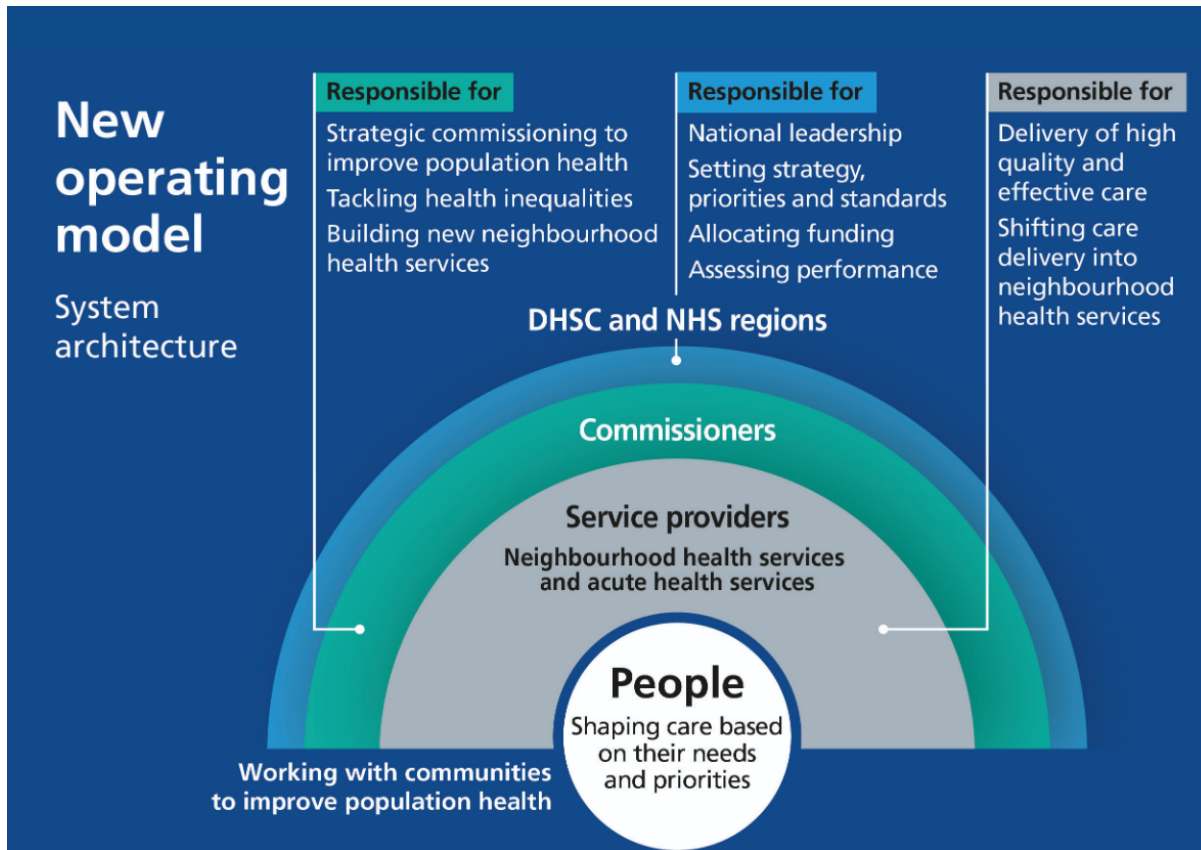 New
operating
model
System
architecture
Responsible for
Strategic commissioning to
improve population health
Tackling health inequalities
Building new neighbourhood
health services
Responsible for
National leadership
Setting strategy,
priorities and standards
Allocating funding
Assessing performance
Responsible for
Delivery of high
quality and
effective care
Shifting care
delivery into
neighbourhood
health services
DHSC and NHS regions
Commissioners
Service providers
Neighbourhood health services
and acute health services
People
Shaping care based
on their needs
and priorities
Working with communities
to improve population health